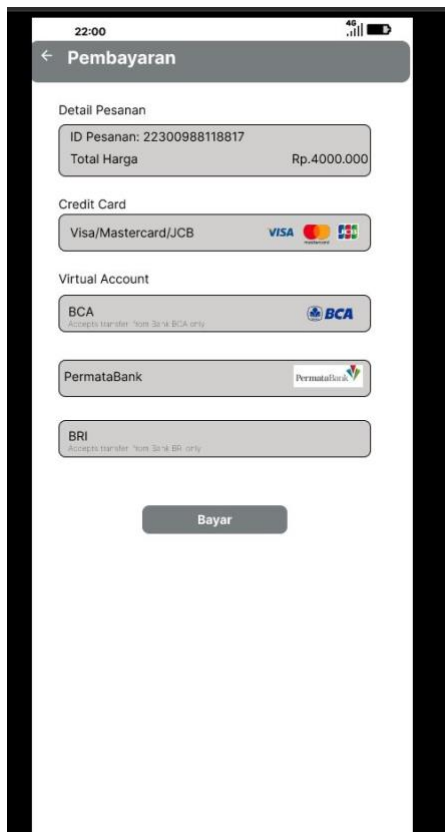 22:00
4G
← Pembayaran
Detail Pesanan
ID Pesanan: 22300988118817
Total Harga Rp.4000.000
Credit Card
Visa/Mastercard/JCB VISA mastercard JCB
Virtual Account
BCA BCA
Accepts transfer from Bank BCA only
PermataBank PermataBank
BRI
Accepts transfer from Bank BRI only
Bayar